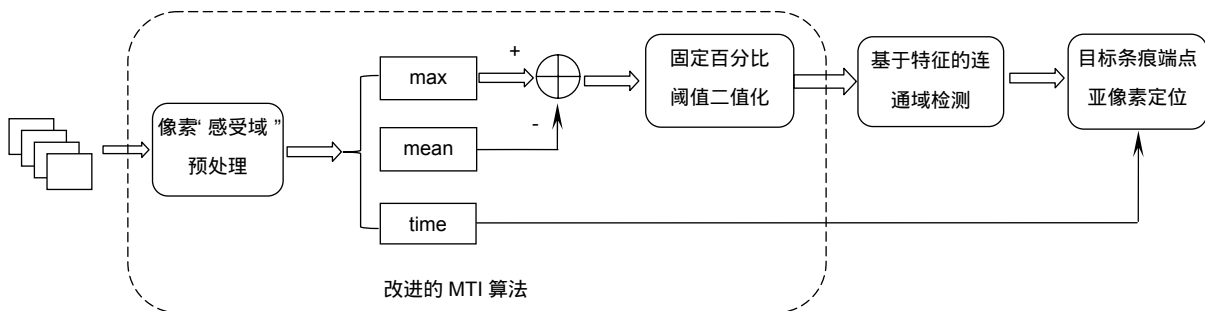 像素“感受域”
预处理
max
mean
time
+
-
固定百分比
阈值二值化
基于特征的连
通域检测
目标条痕端点
亚像素定位
改进的 MTI 算法